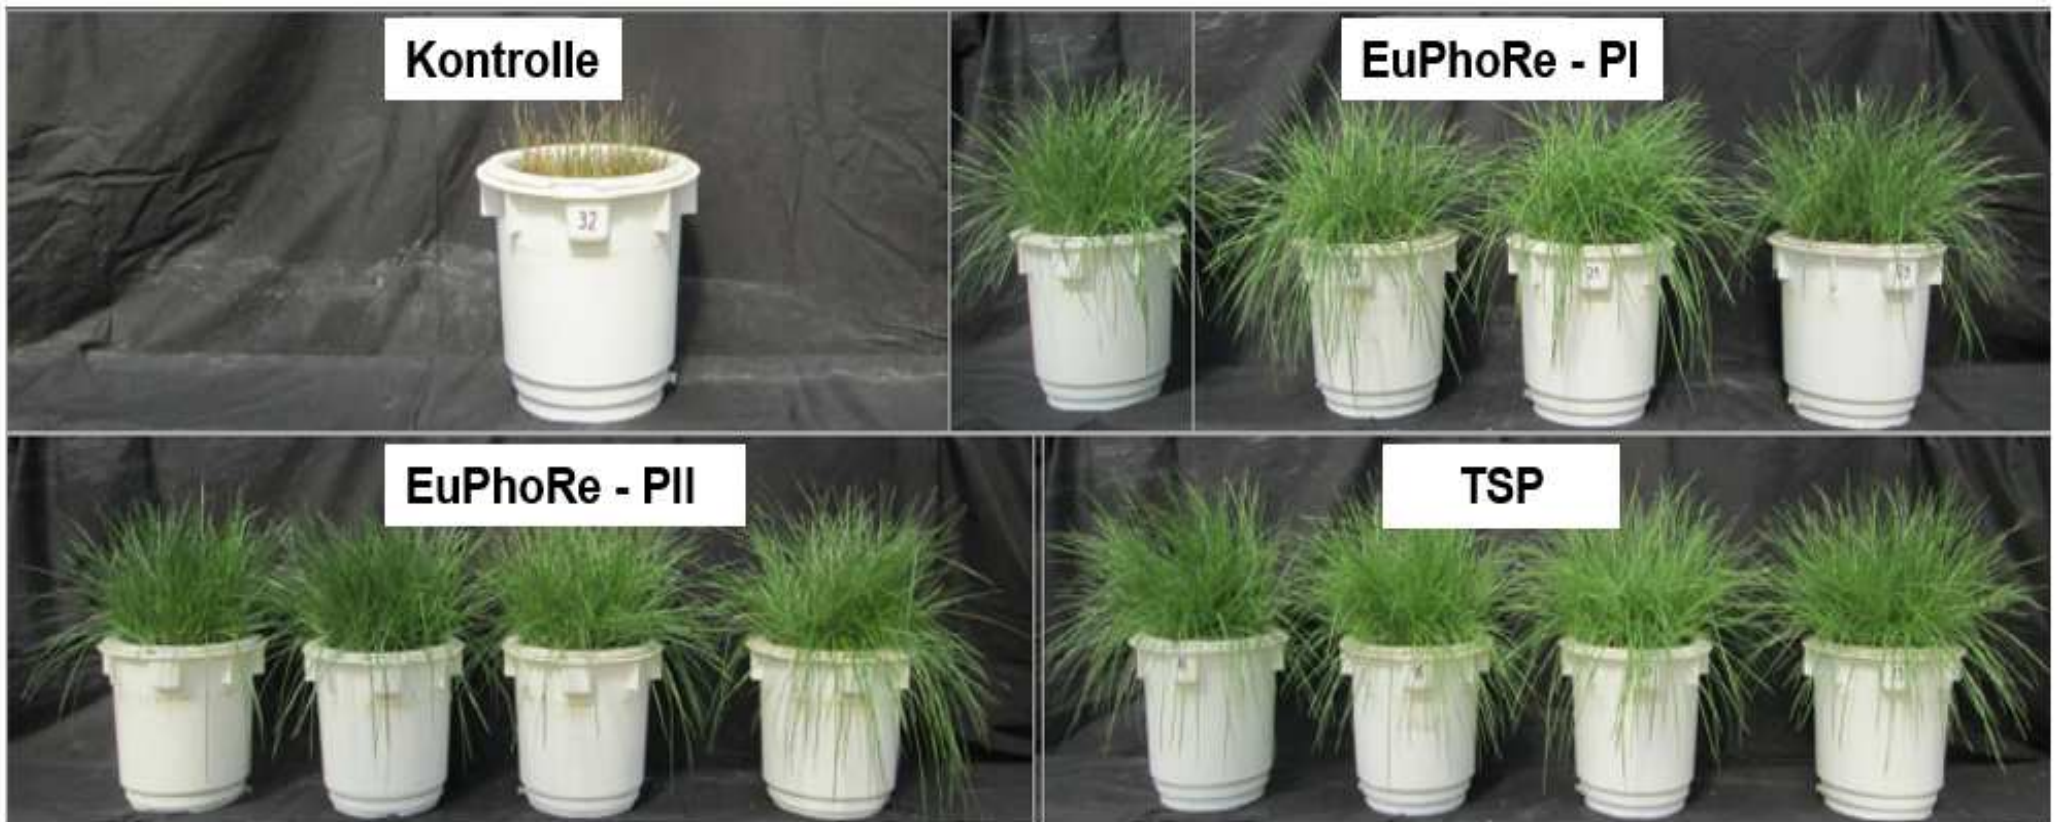 Kontrolle
EuPhoRe - PI
32
EuPhoRe - PII
TSP